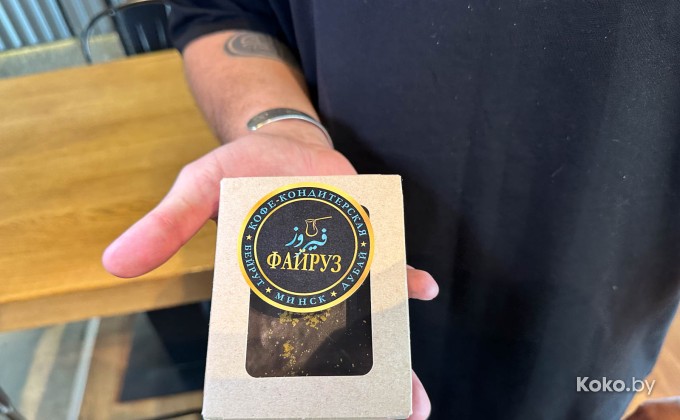 КОФЕ-КОНДИТЕРСКАЯ
فيروز
ФАЙРУЗ
БЕЙРУТ * МИНСК * ДУБАЙ
Koko.by